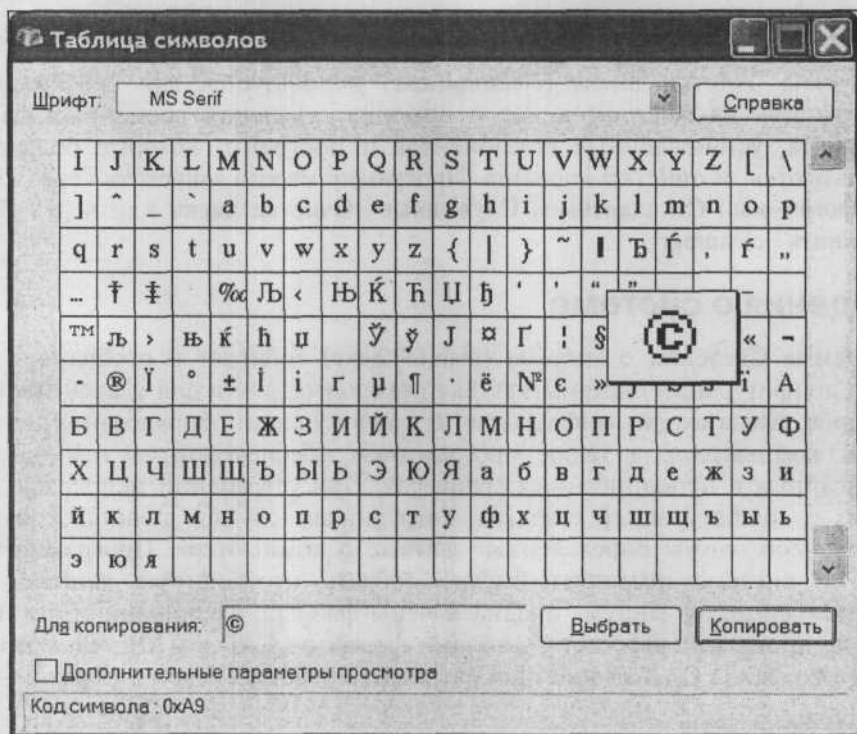 Таблица символов
Шрифт: MS Serif Справка
I J K L M N O P Q R S T U V W X Y Z [ \
] ^ ` a b c d e f g h i j k l m n o p
q r s t u v w x y z { | } ~ Ђ Ѓ ‚ ѓ „
… † ‡ ‰ Љ ‹ Њ Ќ Ћ Џ ђ ‘ ’ “ ” –
™ љ › њ ќ ћ џ Ў ў Ј ¤ Ґ ¦ § © « ¬
- ® Ї ° ± І і ґ µ ¶ · ё № є » ї А
Б В Г Д Е Ж З И Й К Л М Н О П Р С Т У Ф
Х Ц Ч Ш Щ Ъ Ы Ь Э Ю Я а б в г д е ж з и
й к л м н о п р с т у ф х ц ч ш щ ъ ы ь
э ю я
Для копирования: © Выбрать Копировать
Дополнительные параметры просмотра
Код символа : 0xA9